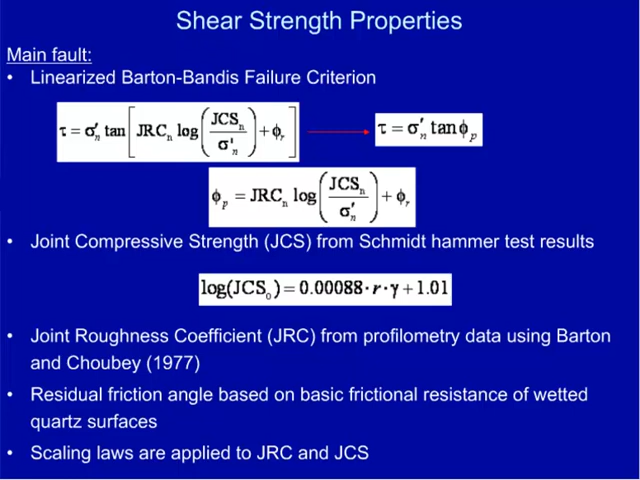 Shear Strength Properties
Main fault:
• Linearized Barton-Bandis Failure Criterion
τ = σ'ₙ tan[JRCₙ log(JCSₙ/σ'ₙ) + ϕᵣ] → τ = σ'ₙ tanϕₚ
ϕₚ = JRCₙ log(JCSₙ/σ'ₙ) + ϕᵣ
• Joint Compressive Strength (JCS) from Schmidt hammer test results
log(JCS₀) = 0.00088·r·γ + 1.01
• Joint Roughness Coefficient (JRC) from profilometry data using Barton
and Choubey (1977)
• Residual friction angle based on basic frictional resistance of wetted
quartz surfaces
• Scaling laws are applied to JRC and JCS